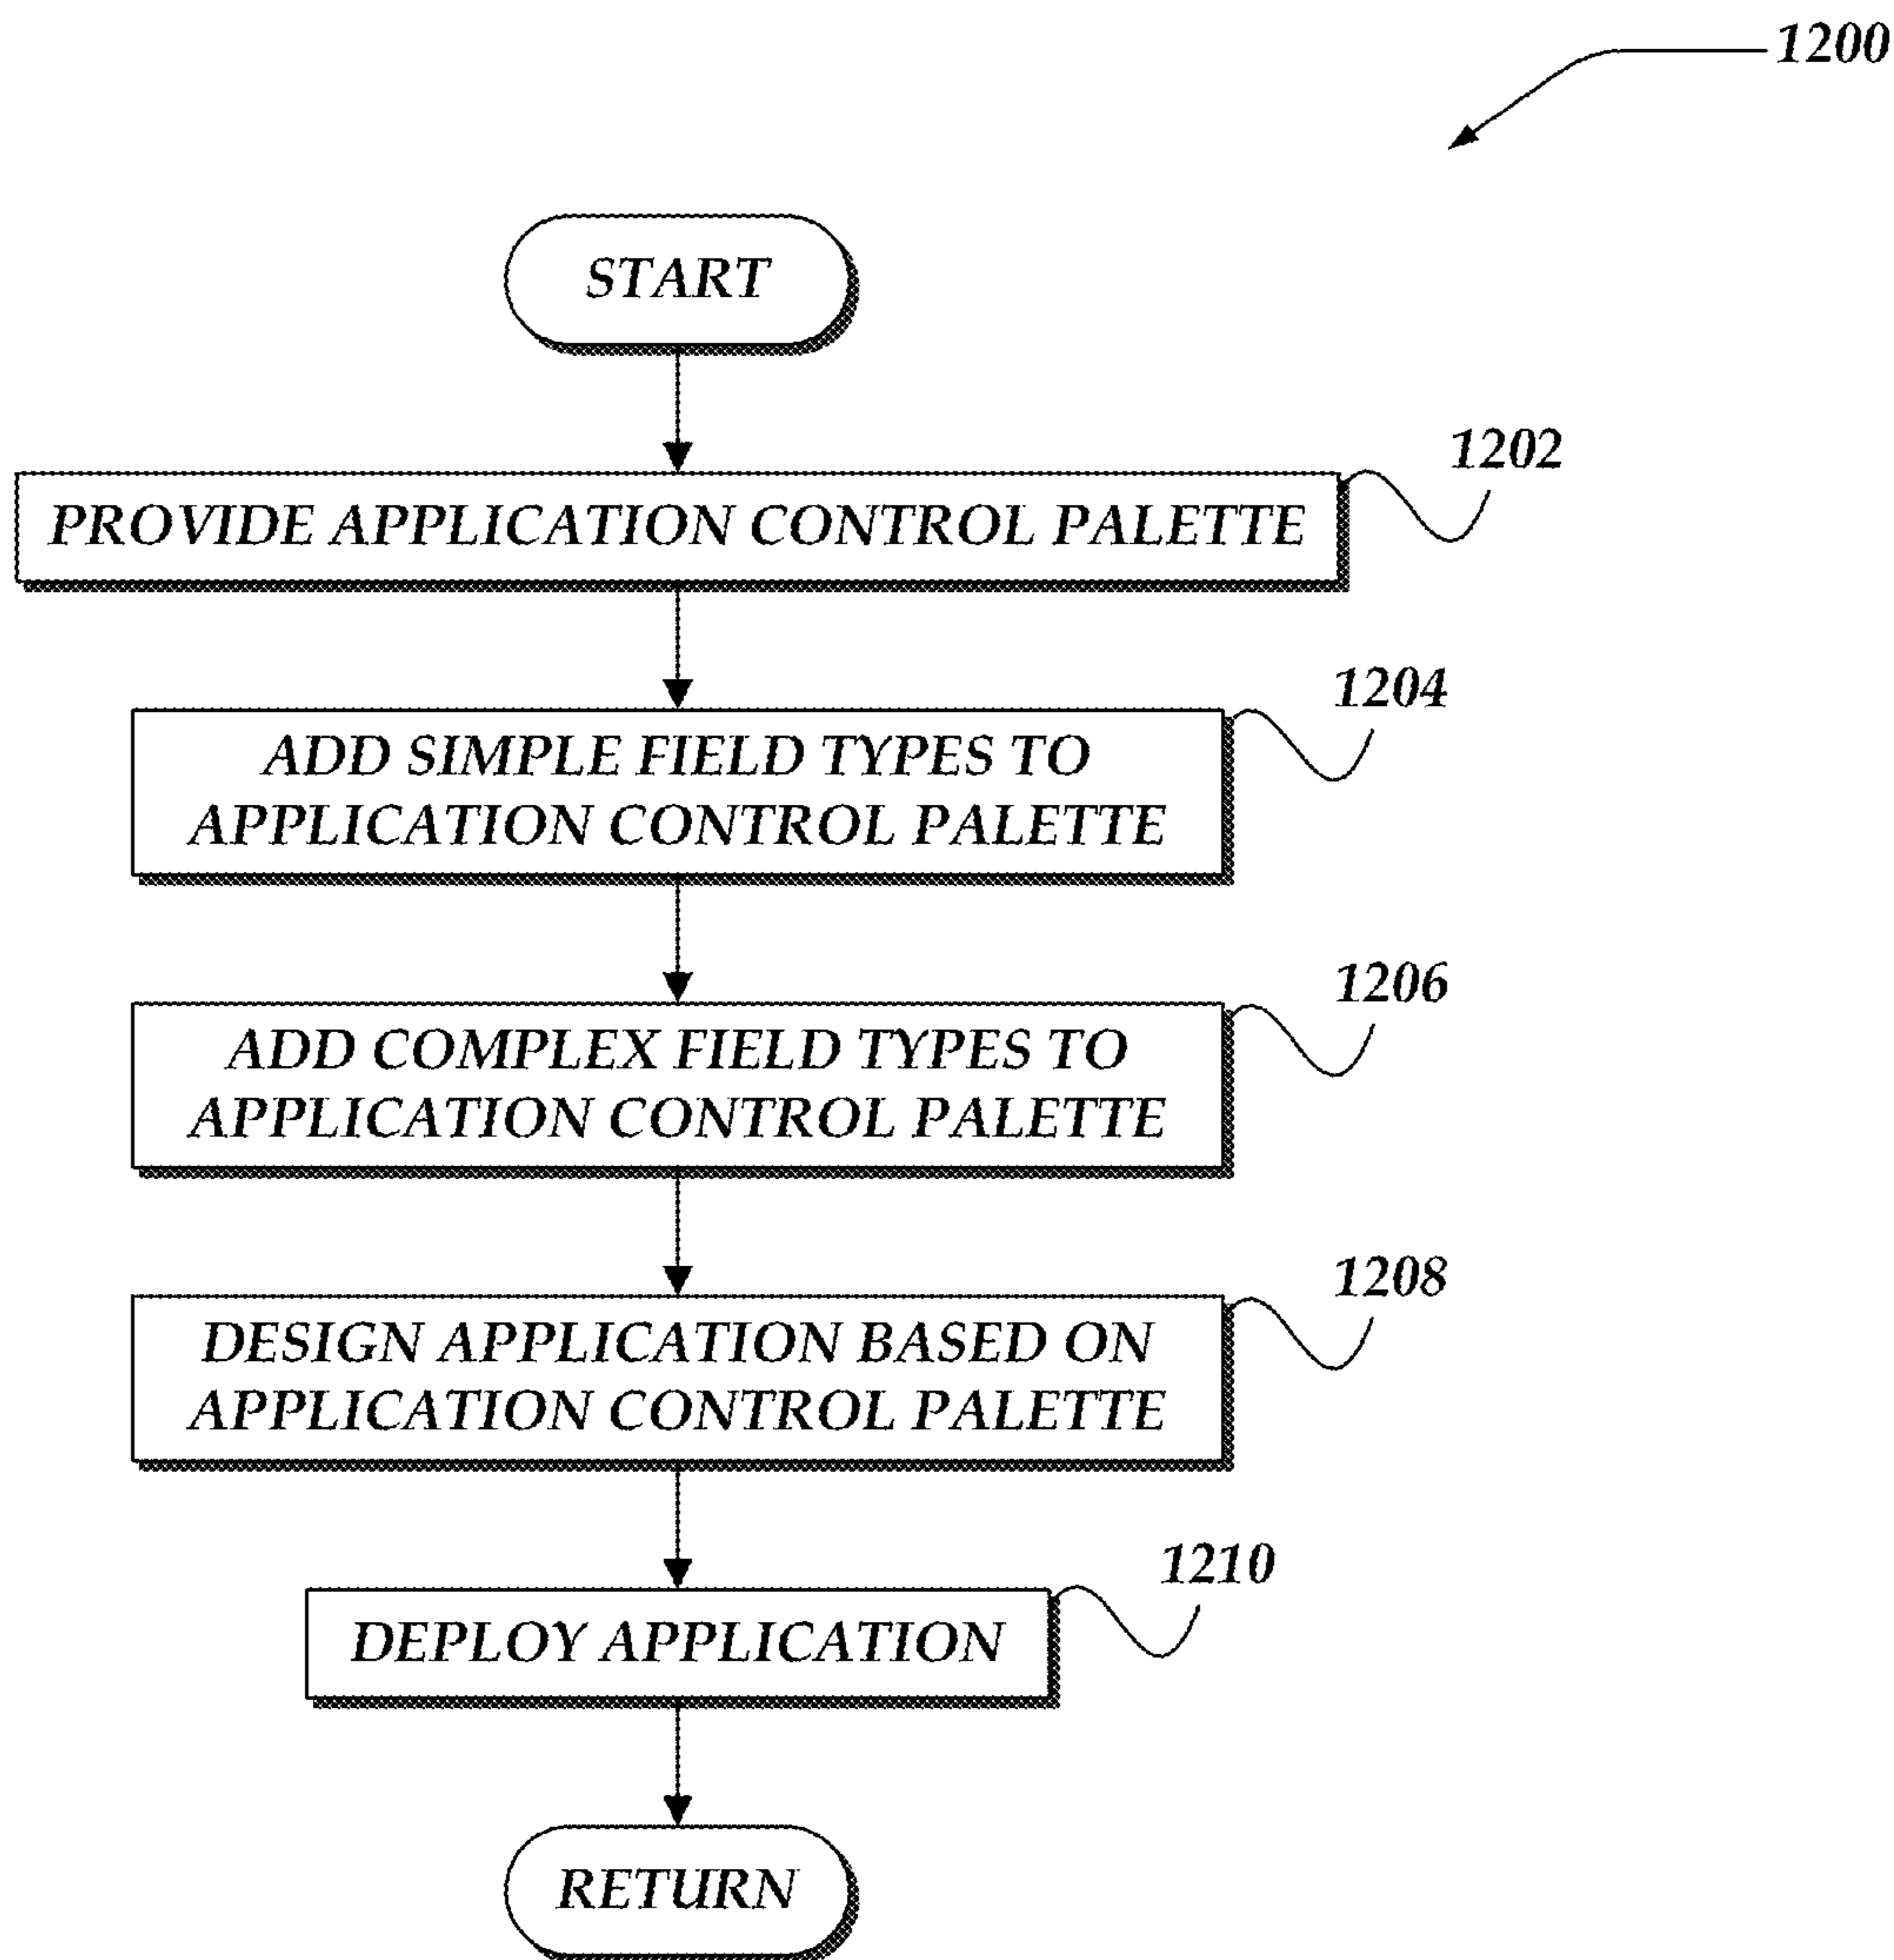 1200
START
1202
PROVIDE APPLICATION CONTROL PALETTE
1204
ADD SIMPLE FIELD TYPES TO
APPLICATION CONTROL PALETTE
1206
ADD COMPLEX FIELD TYPES TO
APPLICATION CONTROL PALETTE
1208
DESIGN APPLICATION BASED ON
APPLICATION CONTROL PALETTE
1210
DEPLOY APPLICATION
RETURN